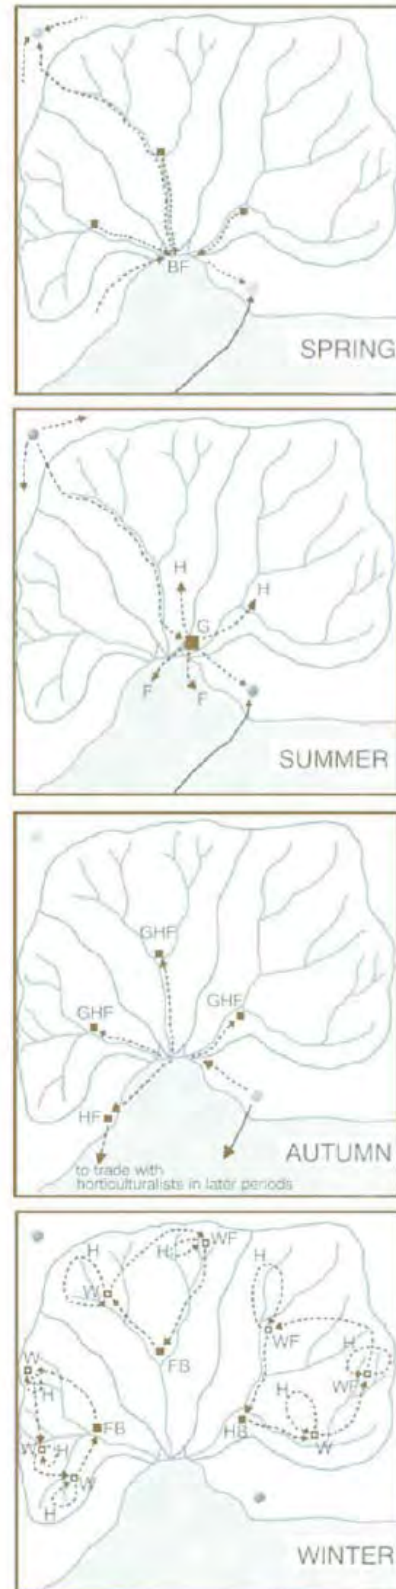 BF
SPRING
H
H
G
F
F
SUMMER
GHF
GHF
GHF
HF
to trade with
horticulturalists in later periods
AUTUMN
H
H
WF
H
W
WF
H
W
FB
H
WF
H
HB
W
FB
W
H
W
H
WINTER